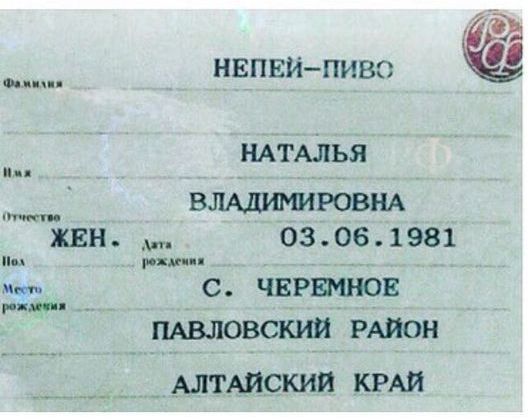 НЕПЕЙ-ПИВО
Фамилия
НАТАЛЬЯ
Имя
ВЛАДИМИРОВНА
Отчество
ЖЕН. Дата рождения 03.06.1981
Пол
Место рождения С. ЧЕРЕМНОЕ
ПАВЛОВСКИЙ РАЙОН
АЛТАЙСКИЙ КРАЙ
РФ